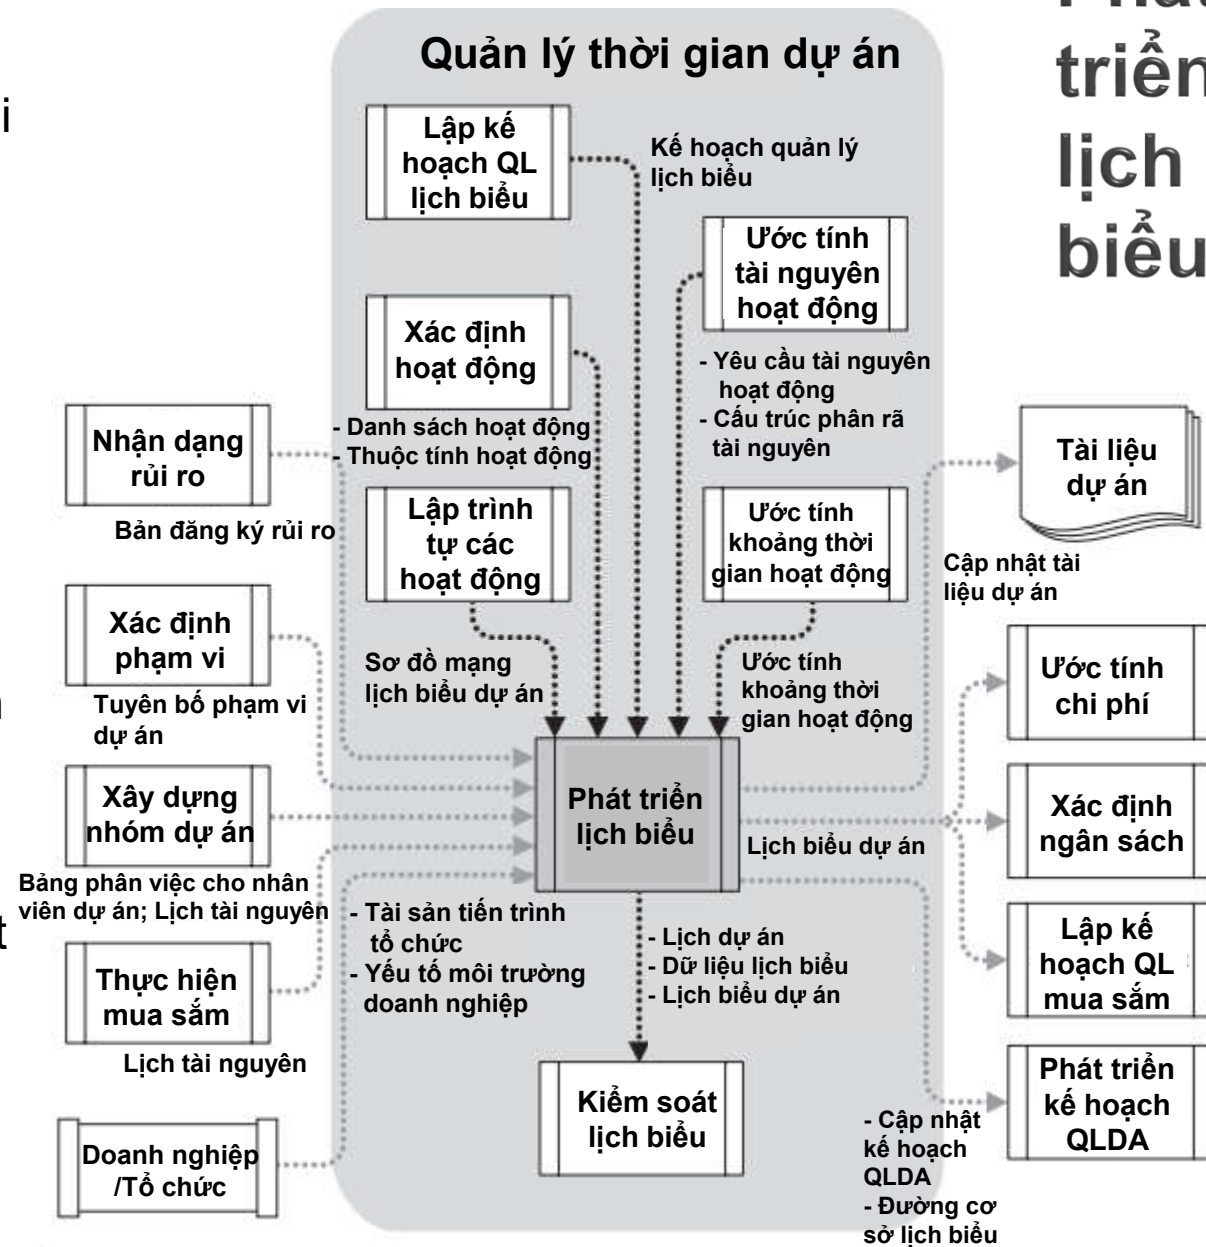 Quản lý thời gian dự án
triển
lịch
biểu
i
t
Lập kế
hoạch QL
lịch biểu
Kế hoạch quản lý
lịch biểu
Ước tính
tài nguyên
hoạt động
Xác định
hoạt động
- Yêu cầu tài nguyên
hoạt động
- Cấu trúc phân rã
tài nguyên
- Danh sách hoạt động
- Thuộc tính hoạt động
Nhận dạng
rủi ro
Bản đăng ký rủi ro
Lập trình
tự các
hoạt động
Ước tính
khoảng thời
gian hoạt động
Tài liệu
dự án
Cập nhật tài
liệu dự án
Xác định
phạm vi
Tuyên bố phạm vi
dự án
Sơ đồ mạng
lịch biểu dự án
Ước tính
khoảng thời
gian hoạt động
Ước tính
chi phí
Xây dựng
nhóm dự án
Bảng phân việc cho nhân
viên dự án; Lịch tài nguyên
Phát triển
lịch biểu
Lịch biểu dự án
Xác định
ngân sách
Thực hiện
mua sắm
Lịch tài nguyên
- Tài sản tiến trình
tổ chức
- Yếu tố môi trường
doanh nghiệp
- Lịch dự án
- Dữ liệu lịch biểu
- Lịch biểu dự án
Lập kế
hoạch QL
mua sắm
Doanh nghiệp
/Tổ chức
Kiểm soát
lịch biểu
Phát triển
kế hoạch
QLDA
- Cập nhật
kế hoạch
QLDA
- Đường cơ
sở lịch biểu